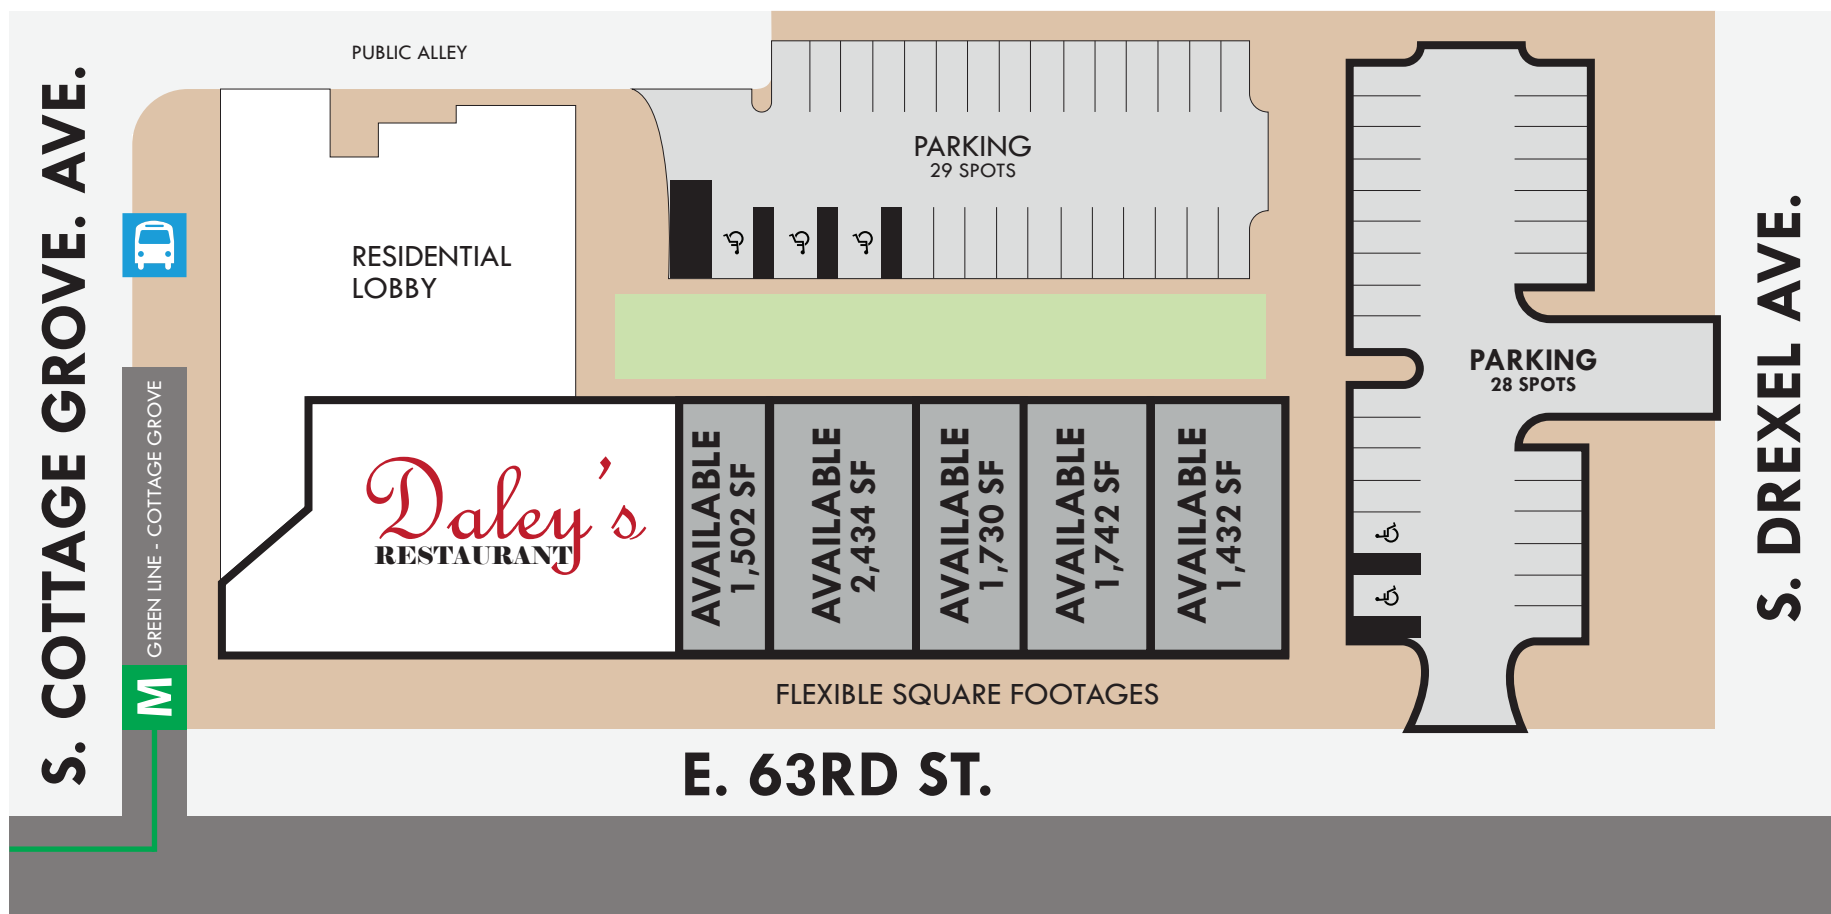 PUBLIC ALLEY
S. COTTAGE GROVE. AVE.
RESIDENTIAL
LOBBY
PARKING
29 SPOTS
PARKING
28 SPOTS
S. DREXEL AVE.
GREEN LINE - COTTAGE GROVE
M
Daley's
RESTAURANT
AVAILABLE
1,502 SF
AVAILABLE
2,434 SF
AVAILABLE
1,730 SF
AVAILABLE
1,742 SF
AVAILABLE
1,432 SF
FLEXIBLE SQUARE FOOTAGES
E. 63RD ST.